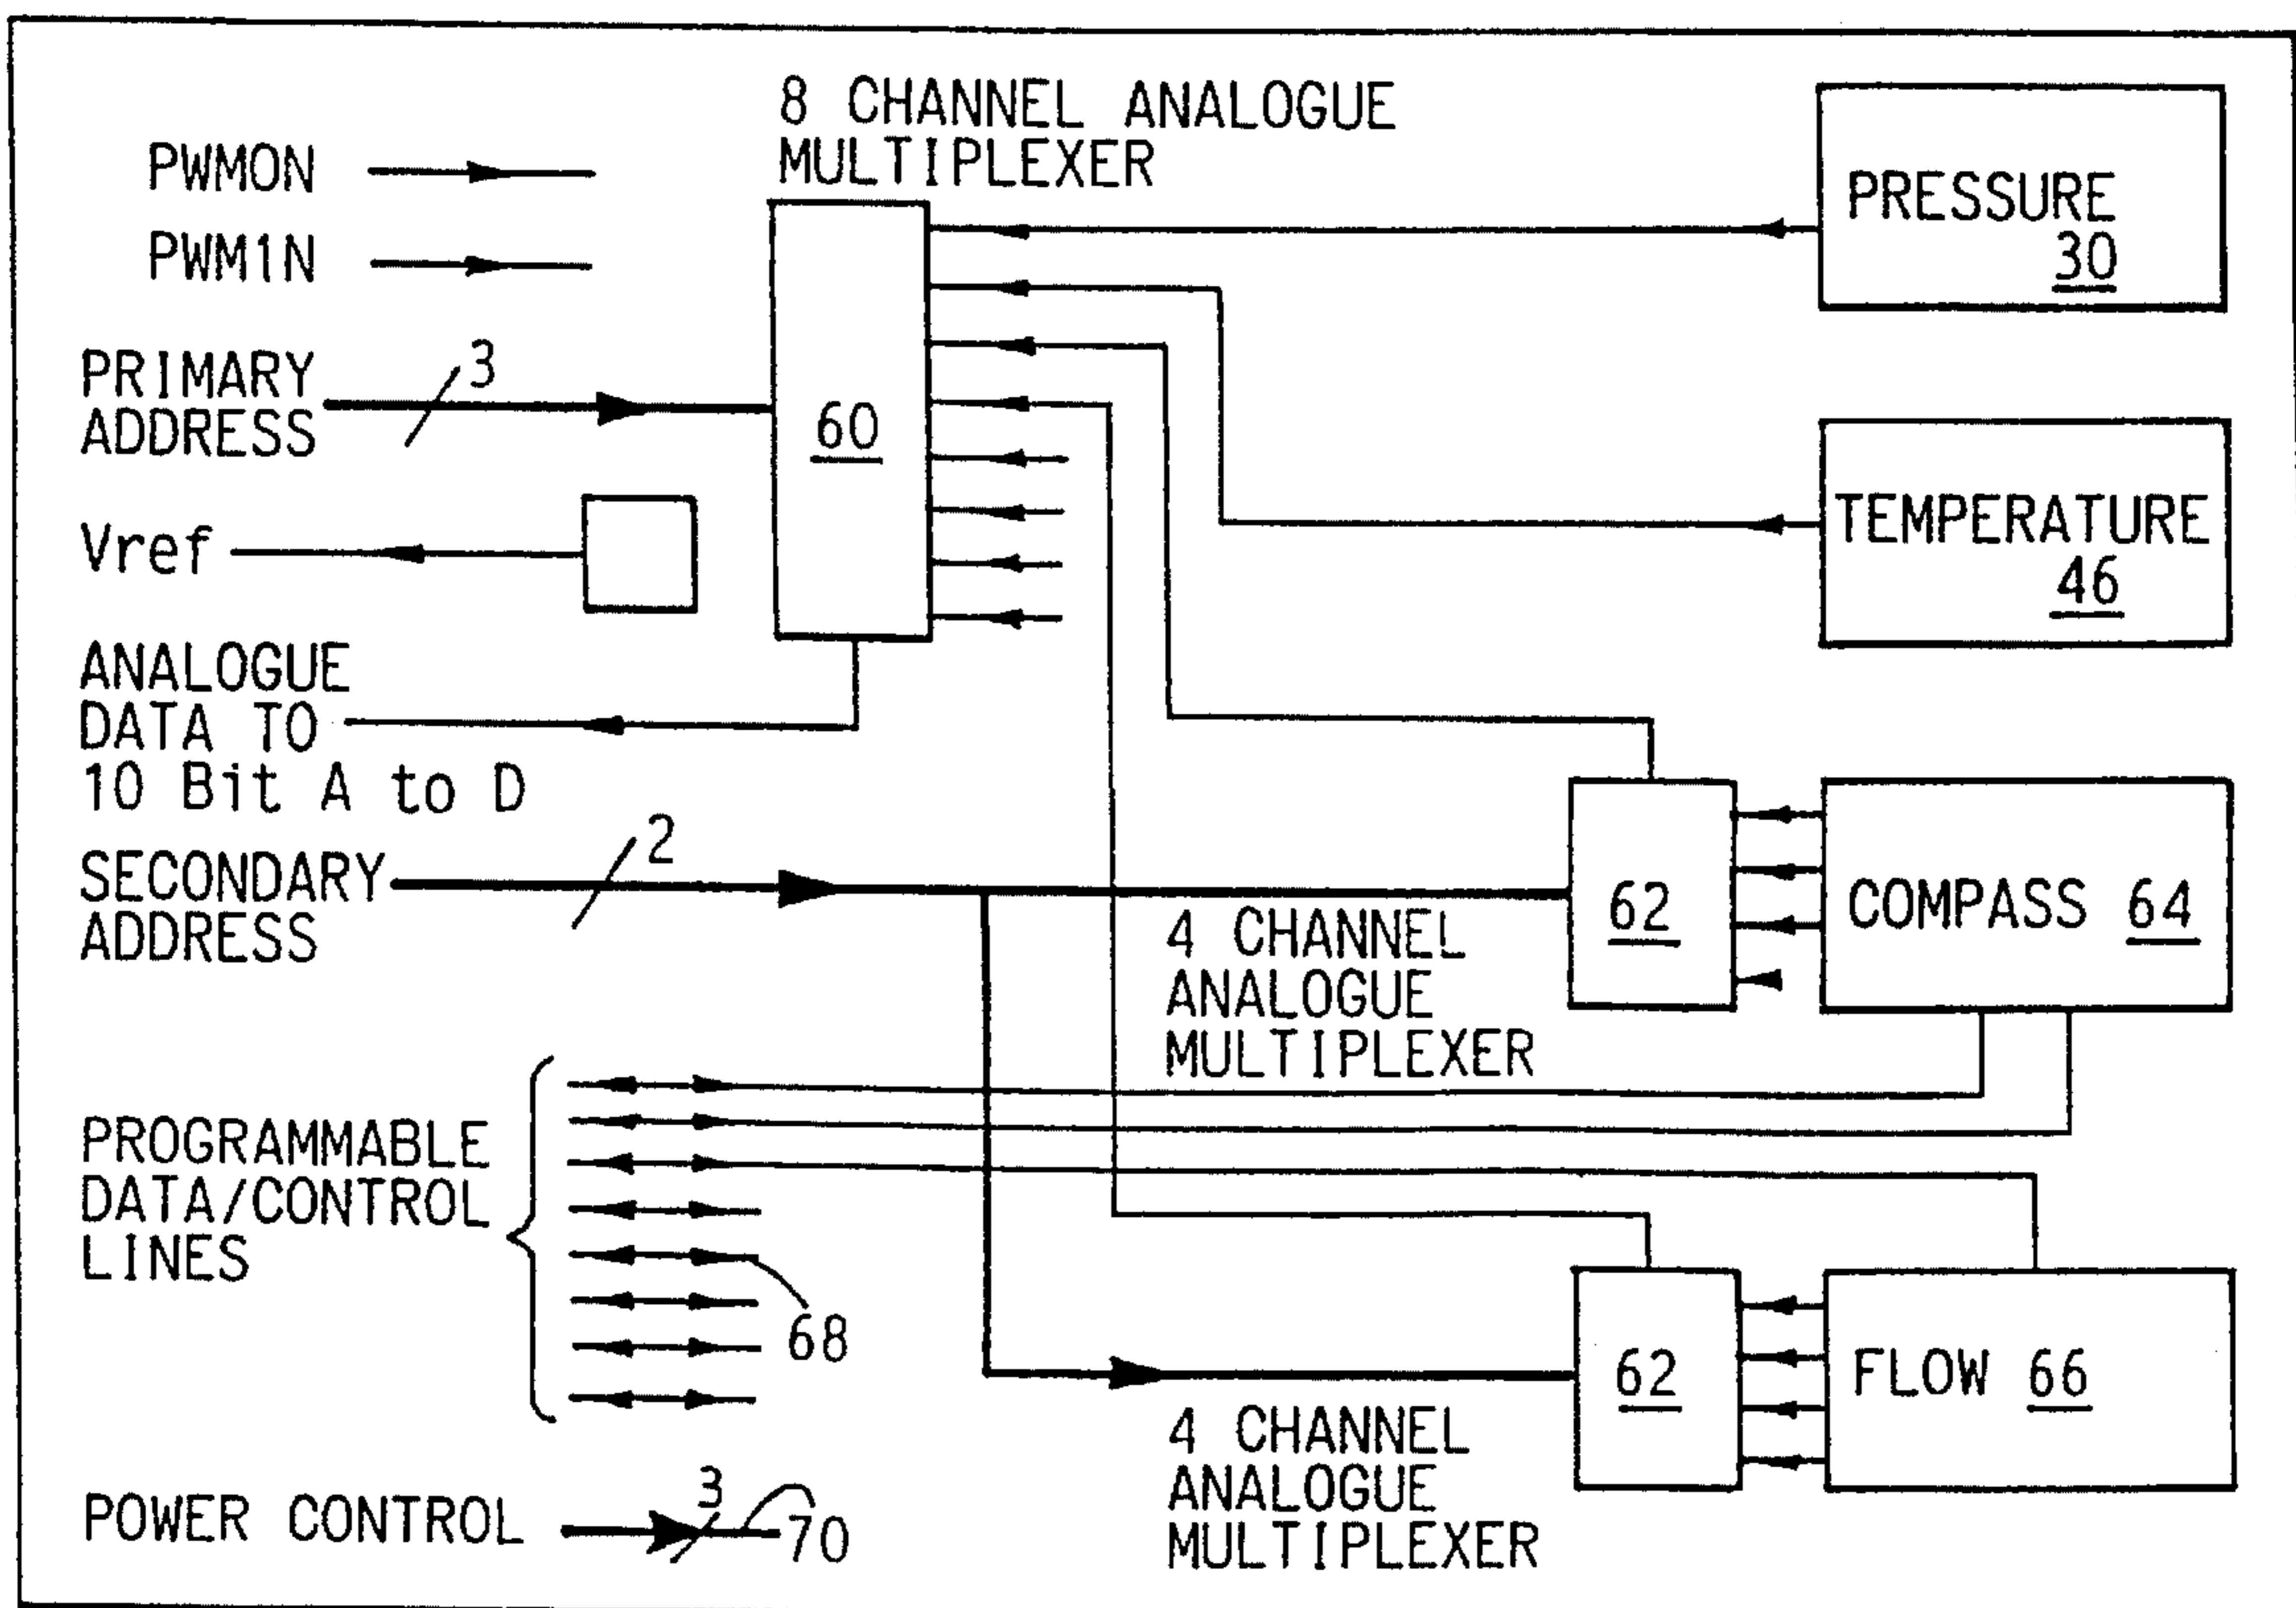 8 CHANNEL ANALOGUE
MULTIPLEXER
PWMON
PWM1N
PRESSURE
30
PRIMARY
ADDRESS
3
60
Vref
TEMPERATURE
46
ANALOGUE
DATA TO
10 Bit A to D
SECONDARY
ADDRESS
2
62
COMPASS 64
4 CHANNEL
ANALOGUE
MULTIPLEXER
PROGRAMMABLE
DATA/CONTROL
LINES
68
62
FLOW 66
4 CHANNEL
ANALOGUE
MULTIPLEXER
POWER CONTROL
3
70